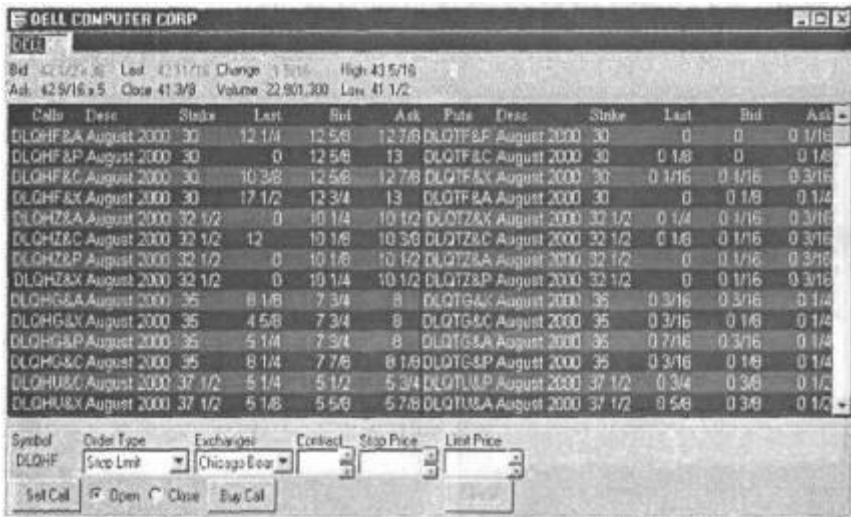 DELL COMPUTER CORP
DELL
Bid Last Change High 43 5/16
Ask 42 9/16 x 5 Close 41 3/8 Volume 22,901,300 Low 41 1/2
Calls Desc Strike Last Bid Ask Puts Desc Strike Last Bid Ask
DLQHF&A August 2000 30 12 1/4 12 5/8 12 7/8 DLQTF&P August 2000 30 0 0 0 1/16
DLQHF&P August 2000 30 0 12 5/8 13 DLQTF&C August 2000 30 0 1/8 0 0 1/8
DLQHF&C August 2000 30 10 3/8 12 5/8 12 7/8 DLQTF&X August 2000 30 0 1/16 0 1/16 0 3/16
DLQHF&X August 2000 30 17 1/2 12 3/4 13 DLQTF&A August 2000 30 0 0 1/8 0 1/4
DLQHZ&A August 2000 32 1/2 0 10 1/4 10 1/2 DLQTZ&X August 2000 32 1/2 0 1/4 0 1/16 0 3/16
DLQHZ&C August 2000 32 1/2 12 10 1/8 10 3/8 DLQTZ&C August 2000 32 1/2 0 1/8 0 1/16 0 3/16
DLQHZ&P August 2000 32 1/2 0 10 1/8 10 1/2 DLQTZ&A August 2000 32 1/2 0 0 1/16 0 3/16
DLQHZ&X August 2000 32 1/2 0 10 1/4 10 1/2 DLQTZ&P August 2000 32 1/2 0 0 1/16 0 3/16
DLQHG&A August 2000 35 8 1/8 7 3/4 8 DLQTG&X August 2000 35 0 3/16 0 3/16 0 1/4
DLQHG&X August 2000 35 4 5/8 7 3/4 8 DLQTG&C August 2000 35 0 3/16 0 1/8 0 1/4
DLQHG&P August 2000 35 5 1/4 7 3/4 8 DLQTG&A August 2000 35 0 7/16 0 3/16 0 1/4
DLQHG&C August 2000 35 8 1/4 7 7/8 8 1/8 DLQTG&P August 2000 35 0 3/16 0 1/8 0 1/4
DLQHU&C August 2000 37 1/2 5 1/4 5 1/2 5 3/4 DLQTU&P August 2000 37 1/2 0 3/4 0 3/8 0 1/2
DLQHU&X August 2000 37 1/2 5 1/8 5 5/8 5 7/8 DLQTU&A August 2000 37 1/2 0 5/8 0 3/8 0 1/2
Symbol Order Type Exchanges Contract Stop Price Limit Price
DLQHF Stop Limit Chicago Boar
Sell Call Open Close Buy Call